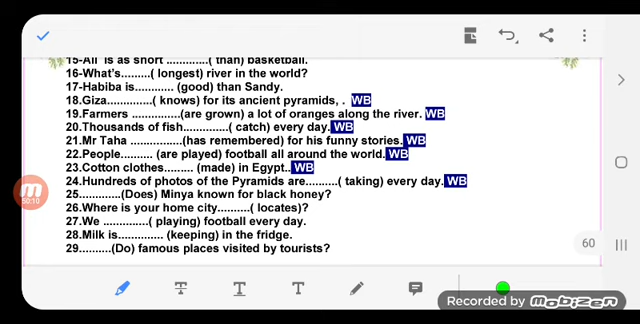 15-Ali is as short .............( than) basketball.
16-What's.........( longest) river in the world?
17-Habiba is............ (good) than Sandy.
18.Giza..............( knows) for its ancient pyramids, . WB
19.Farmers ...............(are grown) a lot of oranges along the river. WB
20.Thousands of fish..............( catch) every day. WB
21.Mr Taha ................(has remembered) for his funny stories. WB
22.People.......... (are played) football all around the world. WB
23.Cotton clothes......... (made) in Egypt.. WB
24.Hundreds of photos of the Pyramids are..........( taking) every day. WB
25.............(Does) Minya known for black honey?
26.Where is your home city..........( locates)?
27.We ..............( playing) football every day.
28.Milk is.............. (keeping) in the fridge.
29..........(Do) famous places visited by tourists?
m
50:10
60
Recorded by Mobizen